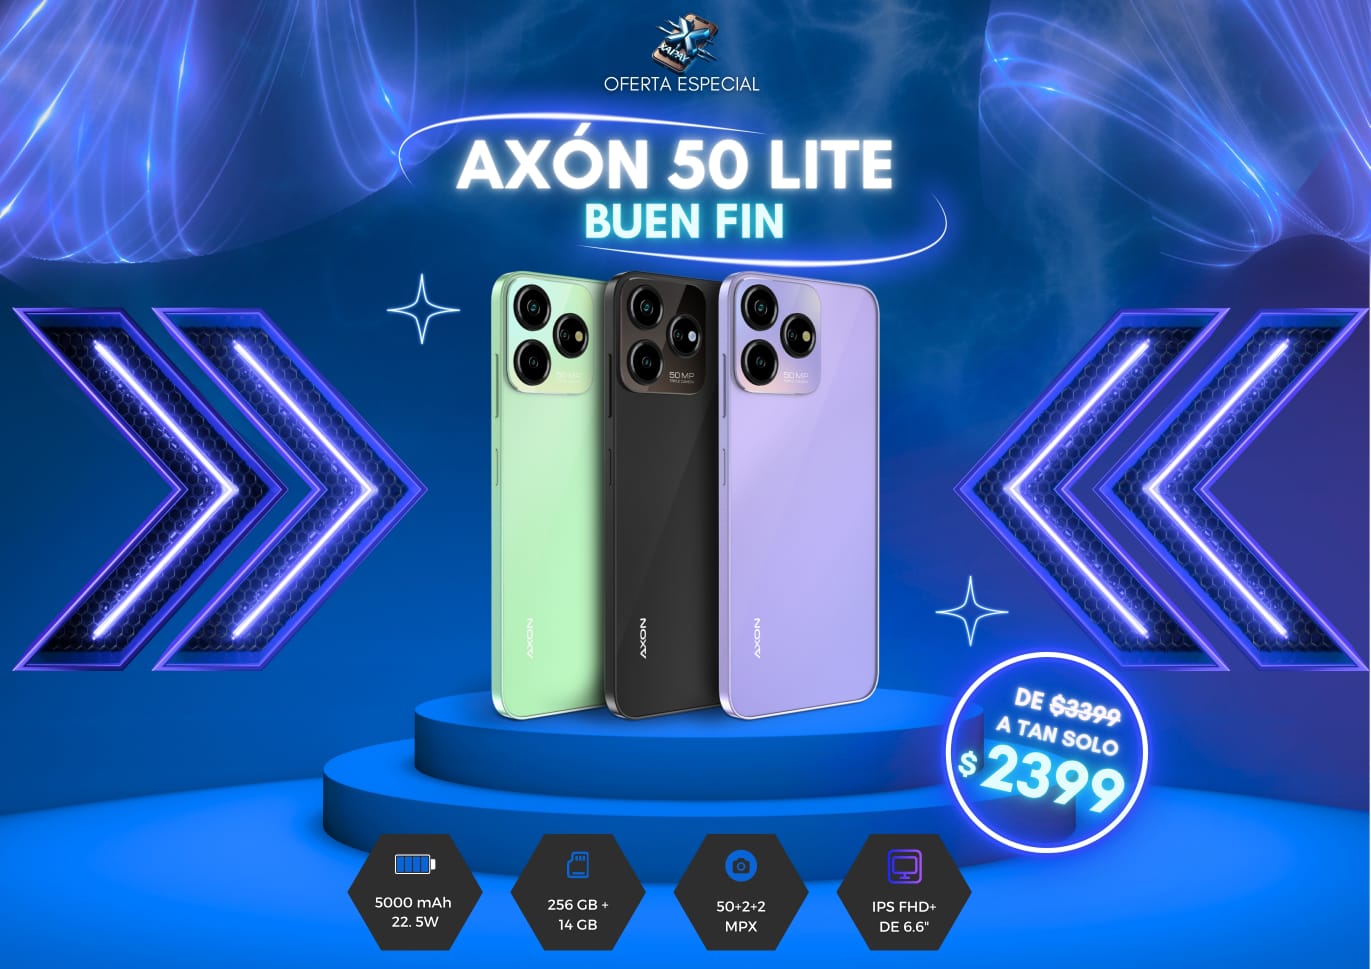 XAPAY
OFERTA ESPECIAL
AXÓN 50 LITE
BUEN FIN
50 MP
50 MP
50 MP
AXON
AXON
AXON
DE $3399
A TAN SOLO
$ 2399
5000 mAh
22. 5W
256 GB +
14 GB
50+2+2
MPX
IPS FHD+
DE 6.6"